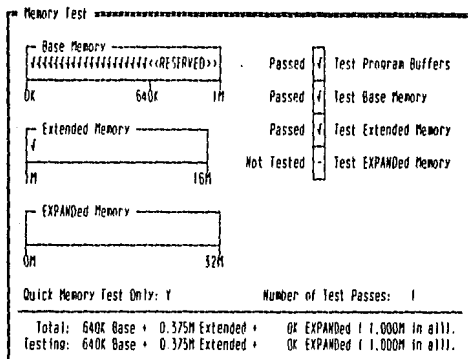 Memory Test
Base Memory
√√√√√√√√√√√√√√√√√√√<<RESERVED>>
0K 640K 1M
Passed √ Test Program Buffers
Passed √ Test Base Memory
Passed √ Test Extended Memory
Not Tested - Test EXPANDed Memory
Extended Memory
√
1M 16M
EXPANDed Memory
0M 32M
Quick Memory Test Only: Y Number of Test Passes: 1
Total: 640K Base + 0.375M Extended + 0K EXPANDed ( 1.000M in all).
Testing: 640K Base + 0.375M Extended + 0K EXPANDed ( 1.000M in all).